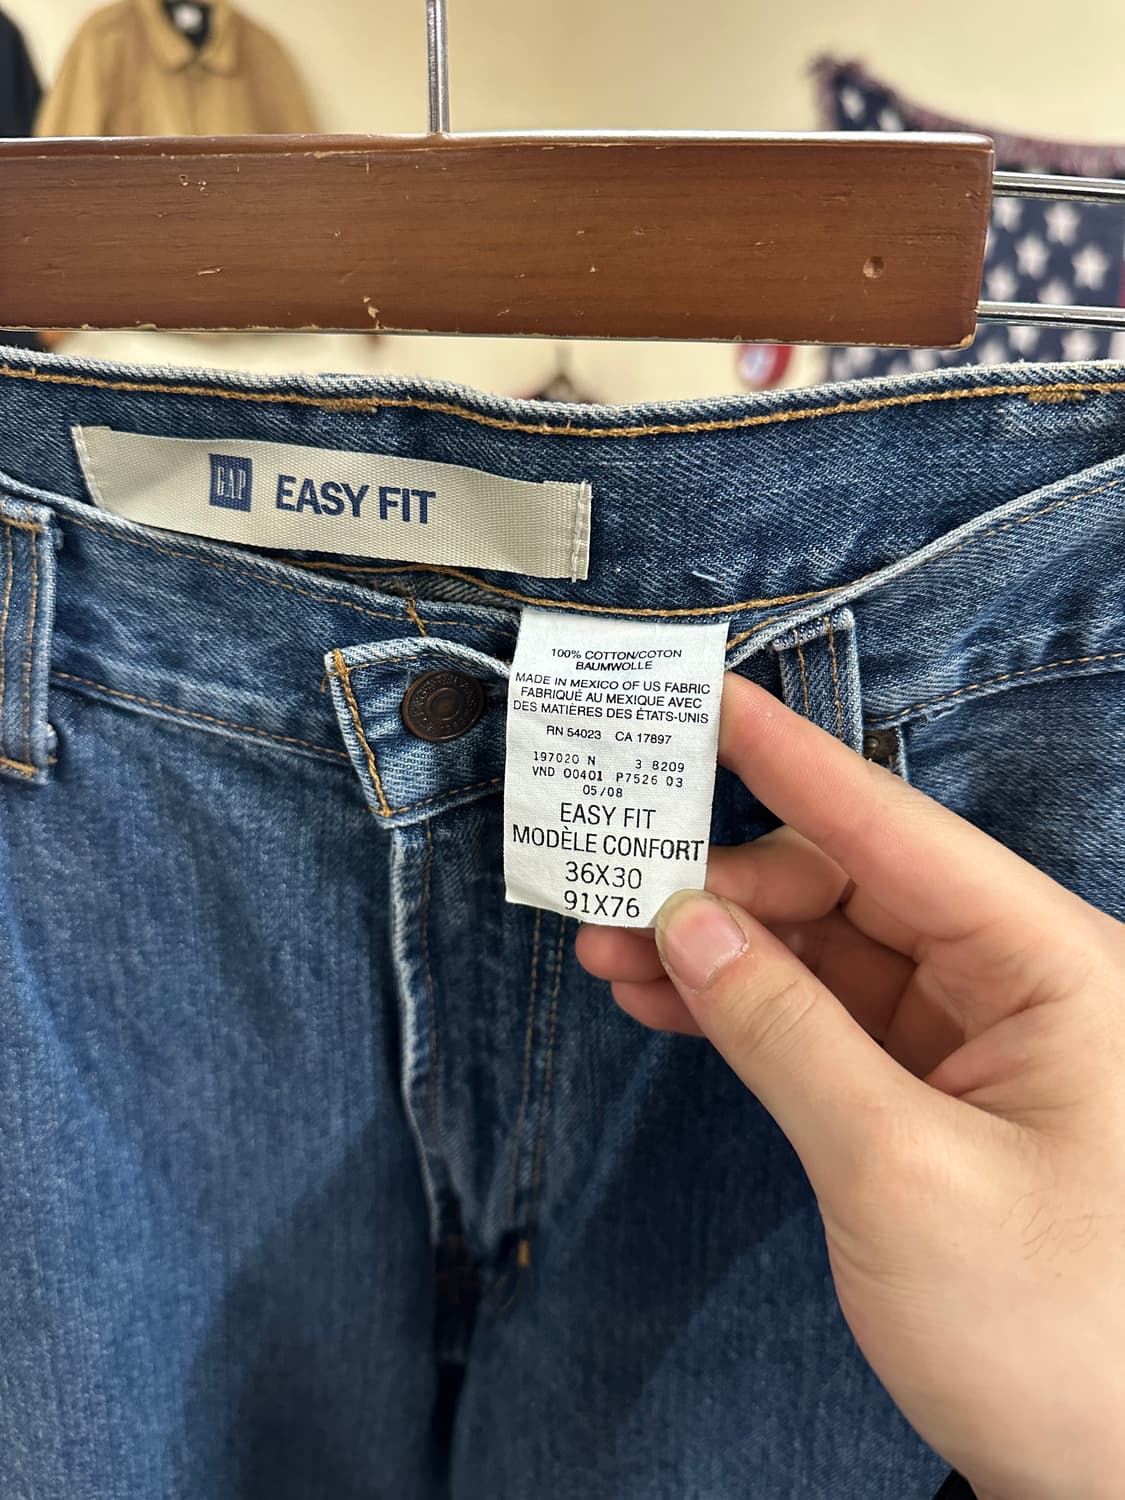 GAP EASY FIT
100% COTTON/COTON
BAUMWOLLE
MADE IN MEXICO OF US FABRIC
FABRIQUÉ AU MEXIQUE AVEC
DES MATIÈRES DES ÉTATS-UNIS
RN 54023 CA 17897
197020 N 3 8209
VND 00401 P7526 03
05/08
EASY FIT
MODÈLE CONFORT
36X30
91X76